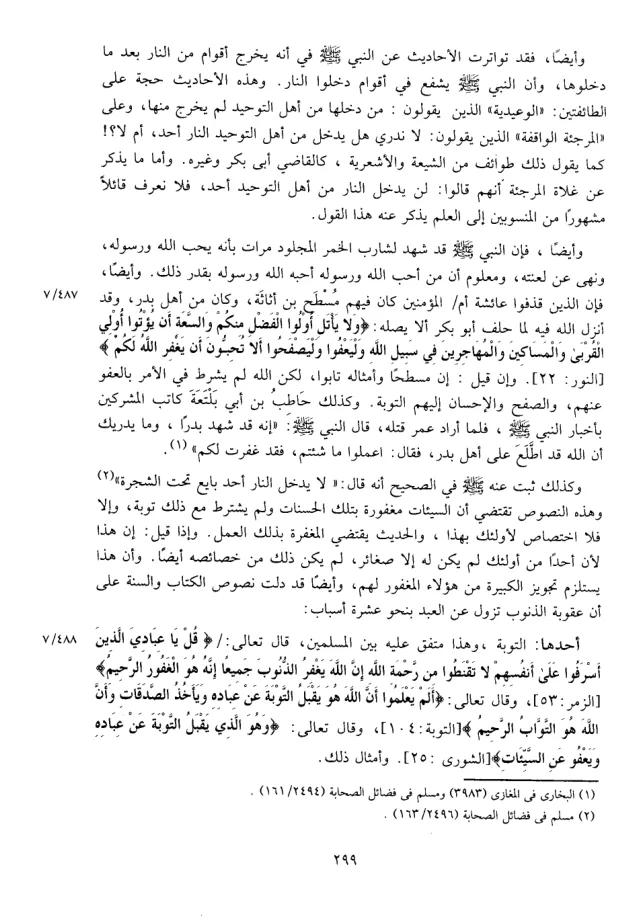 وأيضًا، فقد تواترت الأحاديث عن النبي ﷺ في أنه يخرج أقوام من النار بعد ما
دخلوها، وأن النبي ﷺ يشفع في أقوام دخلوا النار. وهذه الأحاديث حجة على
الطائفتين: «الوعيدية» الذين يقولون : من دخلها من أهل التوحيد لم يخرج منها، وعلى
«المرجئة الواقفة» الذين يقولون: لا ندري هل يدخل من أهل التوحيد النار أحد، أم لا؟!
كما يقول ذلك طوائف من الشيعة والأشعرية ، كالقاضي أبى بكر وغيره. وأما ما يذكر
عن غلاة المرجئة أنهم قالوا: لن يدخل النار من أهل التوحيد أحد، فلا نعرف قائلاً
مشهورًا من المنسوبين إلى العلم يذكر عنه هذا القول.
وأيضًا ، فإن النبي ﷺ قد شهد لشارب الخمر المجلود مرات بأنه يحب الله ورسوله،
ونهى عن لعنته، ومعلوم أن من أحب الله ورسوله أحبه الله ورسوله بقدر ذلك. وأيضًا،
٧/٤٨٧ فإن الذين قذفوا عائشة أم/ المؤمنين كان فيهم مُسْطَح بن أثاثَة، وكان من أهل بدر، وقد
أنزل الله فيه لما حلف أبو بكر ألا يصله: ﴿وَلا يَأْتَلِ أُوْلُوا الْفَضْلِ مِنكُمْ وَالسَّعَةِ أَن يُؤْتُوا أُوْلِي
الْقُرْبَىٰ وَالْمَسَاكِينَ وَالْمُهَاجِرِينَ فِي سَبِيلِ اللَّهِ وَلْيَعْفُوا وَلْيَصْفَحُوا أَلا تُحِبُّونَ أَن يَغْفِرَ اللَّهُ لَكُمْ ﴾
[النور: ٢٢]. وإن قيل : إن مسطحًا وأمثاله تابوا، لكن الله لم يشرط في الأمر بالعفو
عنهم، والصفح والإحسان إليهم التوبة. وكذلك حَاطِبُ بن أبي بَلْتَعَةَ كاتب المشركين
بأخبار النبي ﷺ ، فلما أراد عمر قتله، قال النبي ﷺ: «إنه قد شهد بدرًا ، وما يدريك
أن الله قد اطَّلَعَ على أهل بدر، فقال: اعملوا ما شئتم، فقد غفرت لكم» (١).
وكذلك ثبت عنه ﷺ في الصحيح أنه قال: « لا يدخل النار أحد بايع تحت الشجرة»(٢)
وهذه النصوص تقتضي أن السيئات مغفورة بتلك الحسنات ولم يشترط مع ذلك توبة، وإلا
فلا اختصاص لأولئك بهذا ، والحديث يقتضي المغفرة بذلك العمل. وإذا قيل: إن هذا
لأن أحدًا من أولئك لم يكن له إلا صغائر، لم يكن ذلك من خصائصه أيضًا. وأن هذا
يستلزم تجويز الكبيرة من هؤلاء المغفور لهم، وأيضًا قد دلت نصوص الكتاب والسنة على
أن عقوبة الذنوب تزول عن العبد بنحو عشرة أسباب:
٧/٤٨٨ أحدها: التوبة ،وهذا متفق عليه بين المسلمين، قال تعالى:/ ﴿ قُلْ يَا عِبَادِيَ الَّذِينَ
أَسْرَفُوا عَلَىٰ أَنفُسِهِمْ لا تَقْنَطُوا مِن رَّحْمَةِ اللَّهِ إِنَّ اللَّهَ يَغْفِرُ الذُّنُوبَ جَمِيعًا إِنَّهُ هُوَ الْغَفُورُ الرَّحِيمُ﴾
[الزمر:٥٣]، وقال تعالى:﴿أَلَمْ يَعْلَمُوا أَنَّ اللَّهَ هُوَ يَقْبَلُ التَّوْبَةَ عَنْ عِبَادِهِ وَيَأْخُذُ الصَّدَقَاتِ وَأَنَّ
اللَّهَ هُوَ التَّوَّابُ الرَّحِيمُ ﴾[التوبة:١٠٤]، وقال تعالى: ﴿وَهُوَ الَّذِي يَقْبَلُ التَّوْبَةَ عَنْ عِبَادِهِ
وَيَعْفُو عَنِ السَّيِّئَاتِ﴾[الشورى :٢٥]. وأمثال ذلك.
(١) البخارى فى المغازى (٣٩٨٣) ومسلم فى فضائل الصحابة (١٦١/٢٤٩٤) .
(٢) مسلم فى فضائل الصحابة (١٦٣/٢٤٩٦) .
٢٩٩